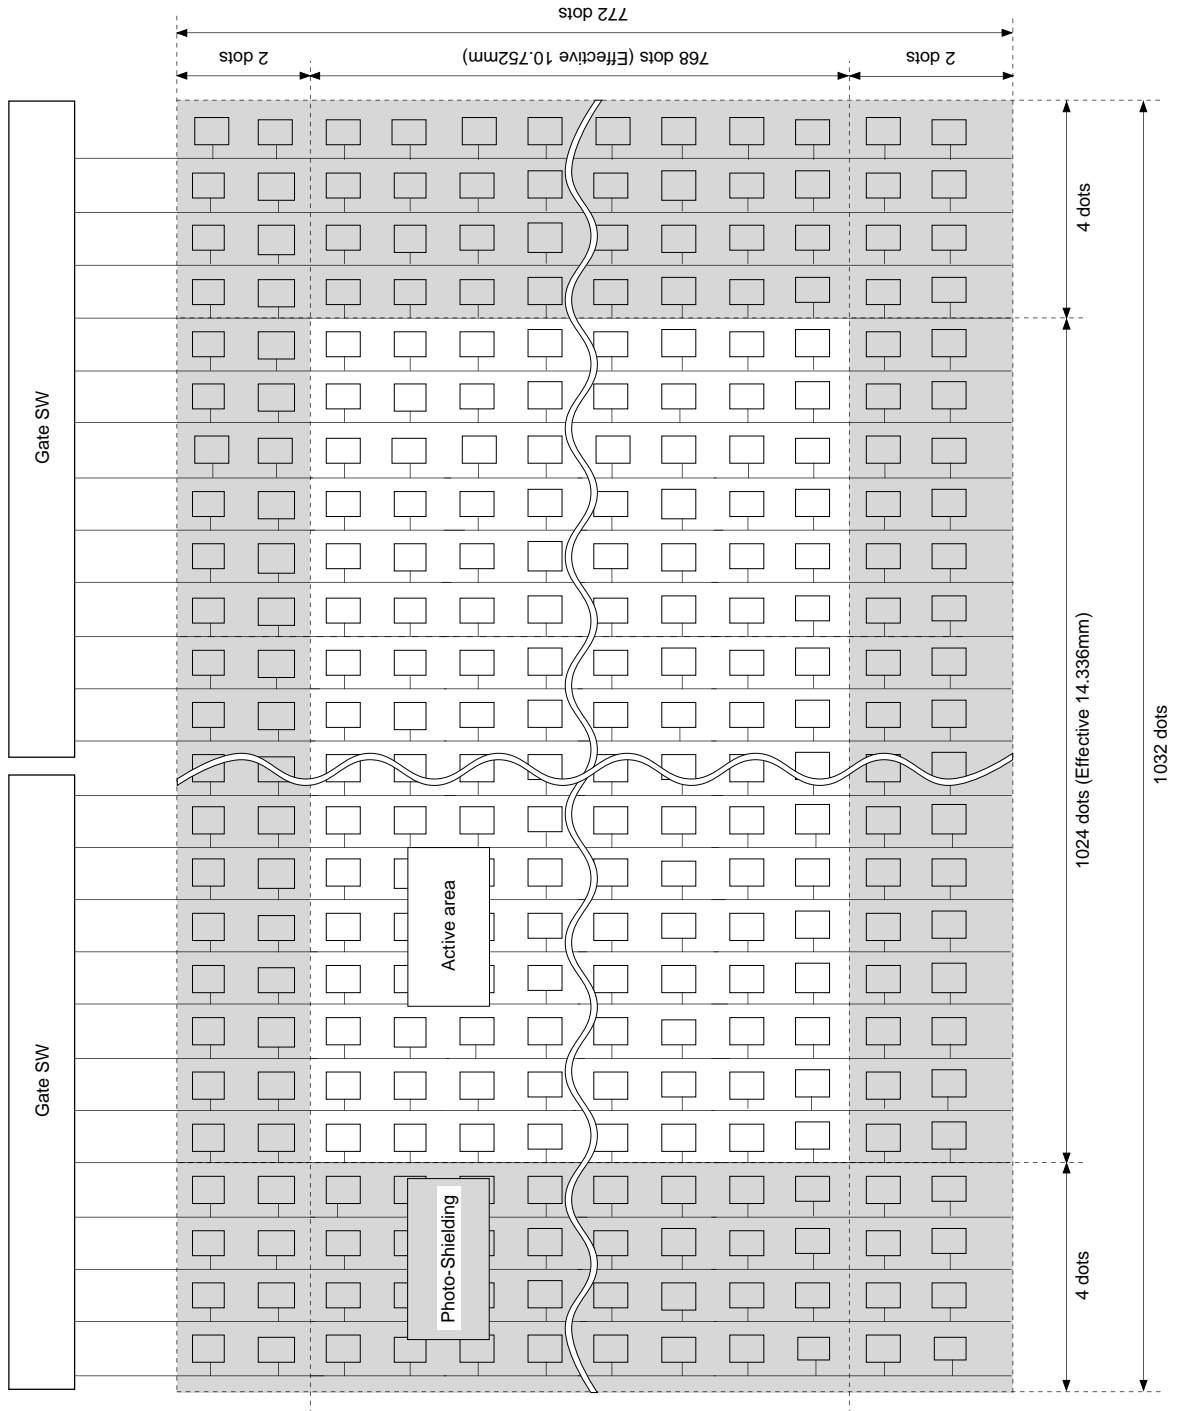 772 dots
2 dots
768 dots (Effective 10.752mm)
2 dots
Gate SW
4 dots
1024 dots (Effective 14.336mm)
1032 dots
Active area
Gate SW
Photo-Shielding
4 dots